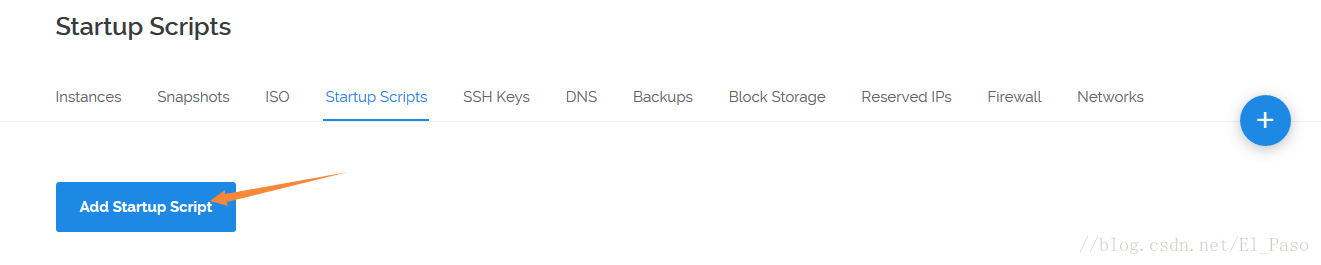 Startup Scripts
Instances Snapshots ISO Startup Scripts SSH Keys DNS Backups Block Storage Reserved IPs Firewall Networks
+
Add Startup Script
//blog.csdn.net/El_Paso